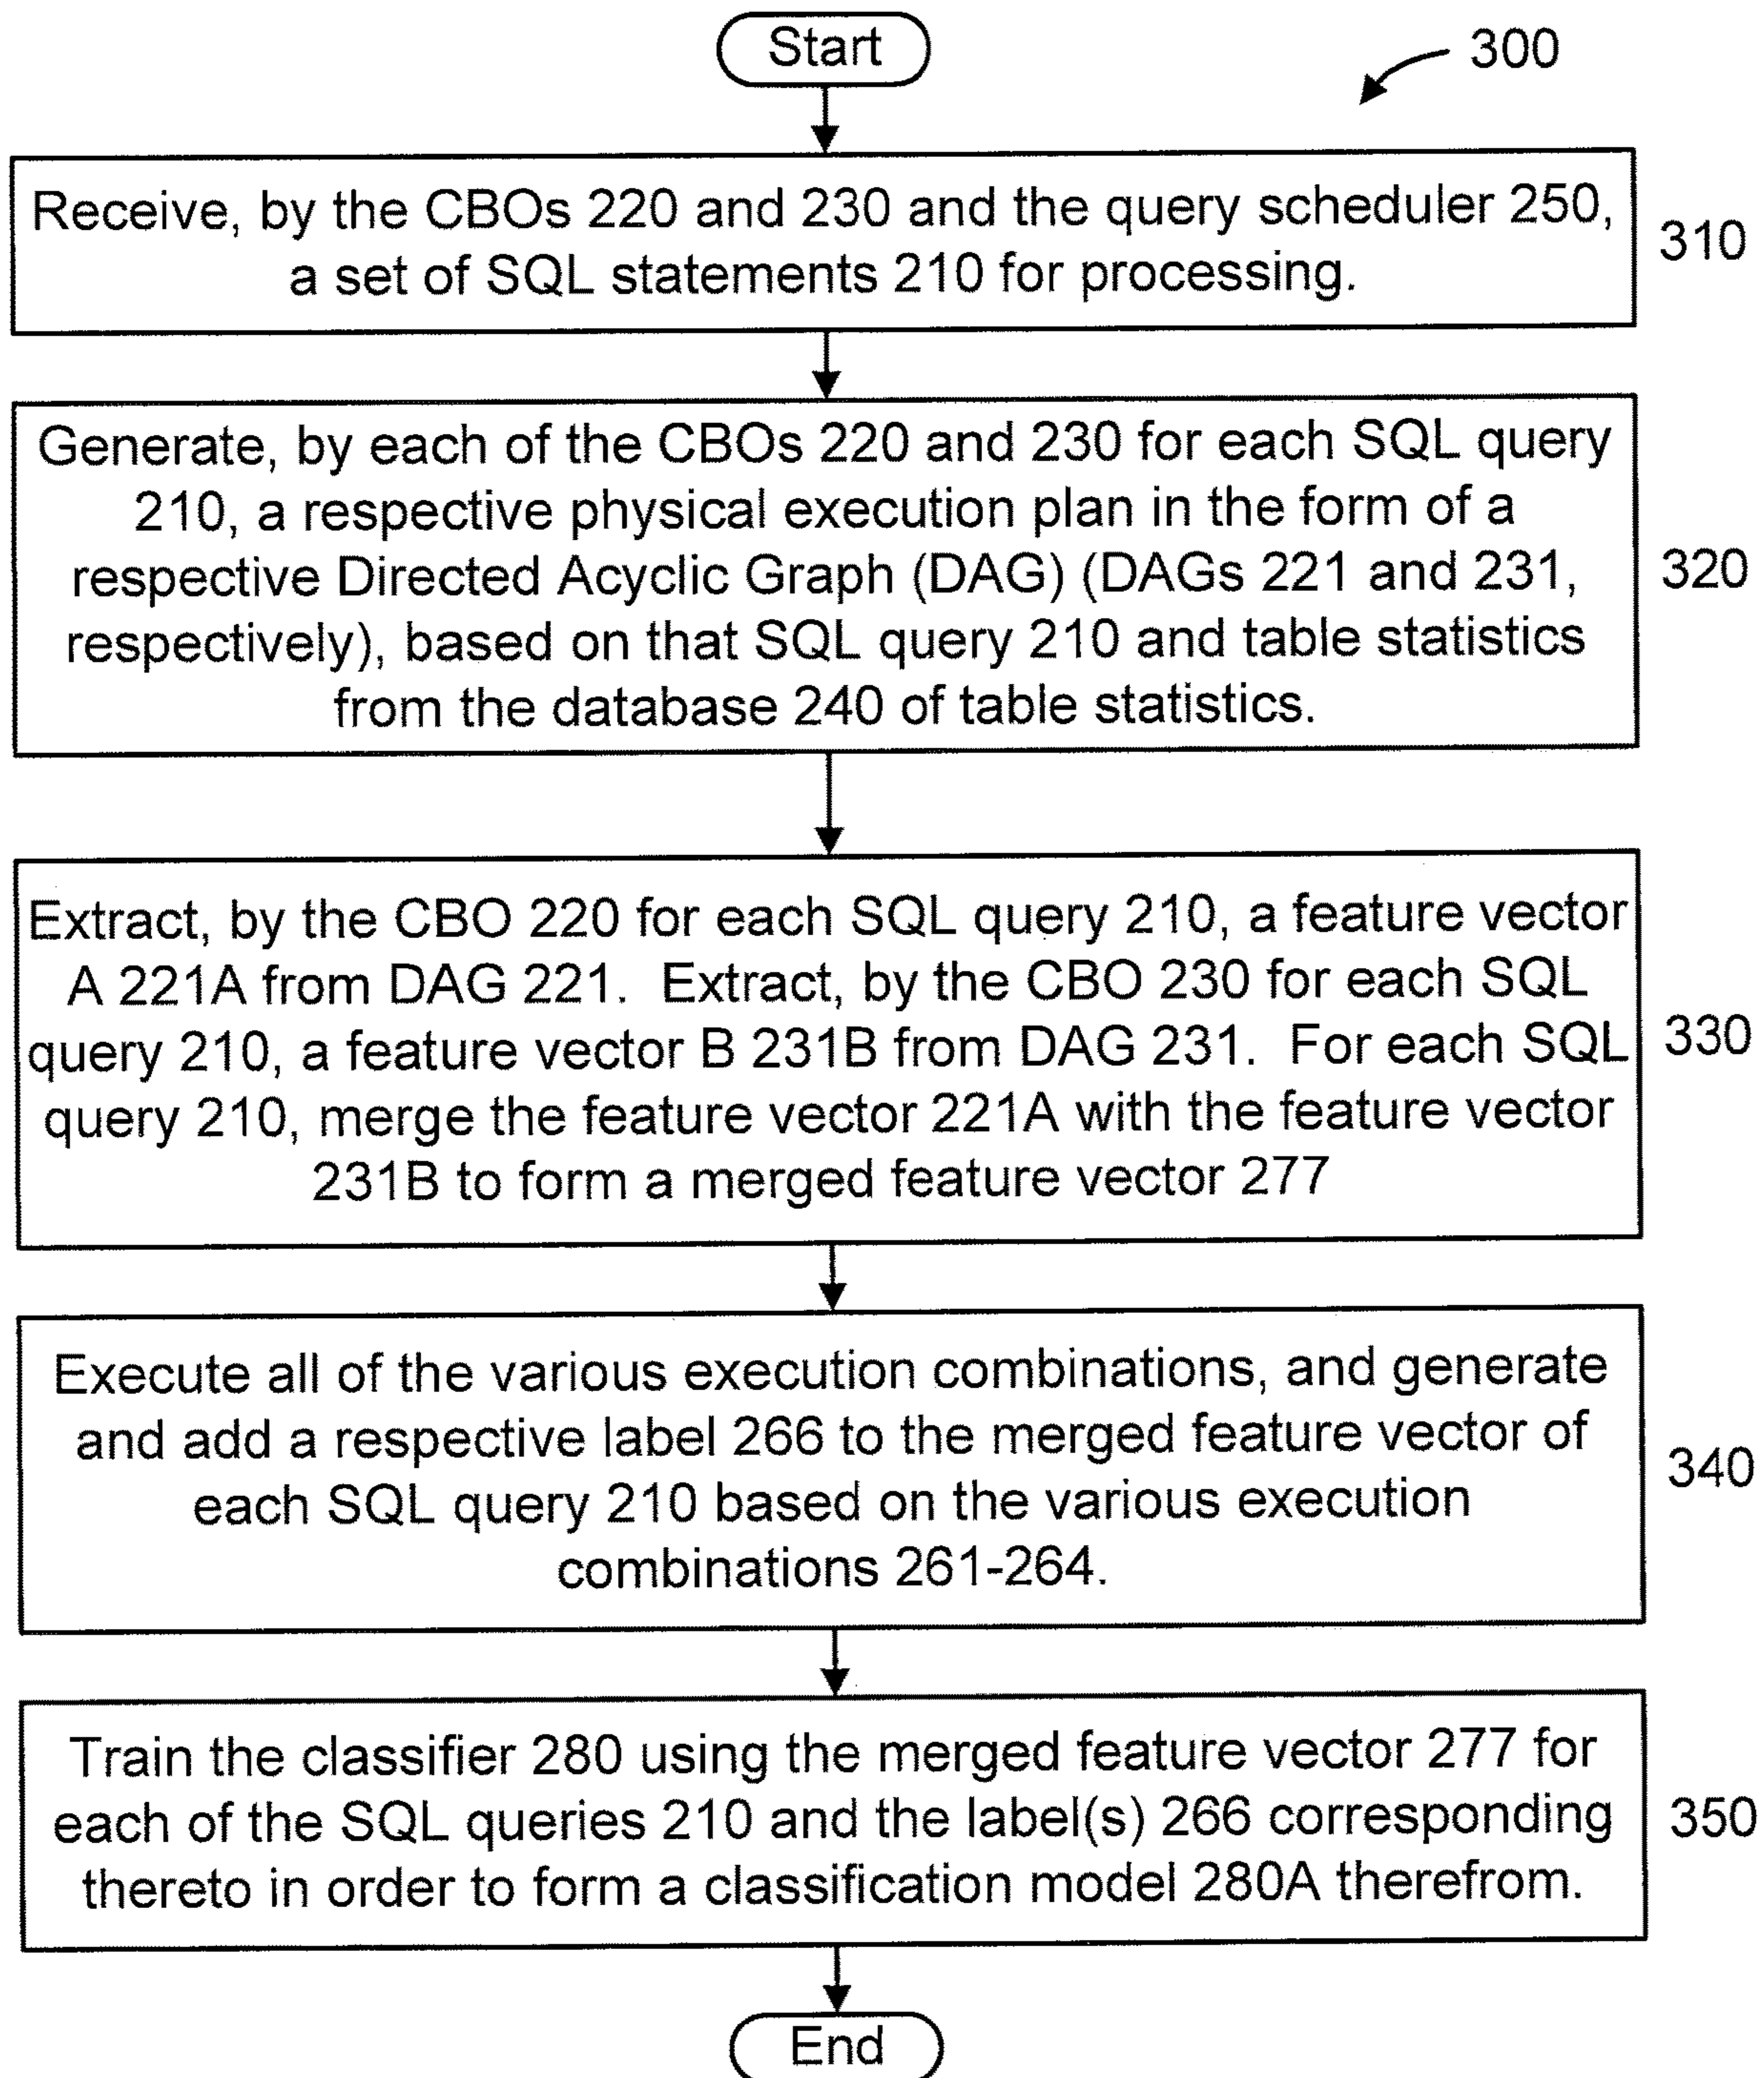 Start
300
Receive, by the CBOs 220 and 230 and the query scheduler 250,
a set of SQL statements 210 for processing.
310
Generate, by each of the CBOs 220 and 230 for each SQL query
210, a respective physical execution plan in the form of a
respective Directed Acyclic Graph (DAG) (DAGs 221 and 231,
respectively), based on that SQL query 210 and table statistics
from the database 240 of table statistics.
320
Extract, by the CBO 220 for each SQL query 210, a feature vector
A 221A from DAG 221. Extract, by the CBO 230 for each SQL
query 210, a feature vector B 231B from DAG 231. For each SQL
query 210, merge the feature vector 221A with the feature vector
231B to form a merged feature vector 277
330
Execute all of the various execution combinations, and generate
and add a respective label 266 to the merged feature vector of
each SQL query 210 based on the various execution
combinations 261-264.
340
Train the classifier 280 using the merged feature vector 277 for
each of the SQL queries 210 and the label(s) 266 corresponding
thereto in order to form a classification model 280A therefrom.
350
End